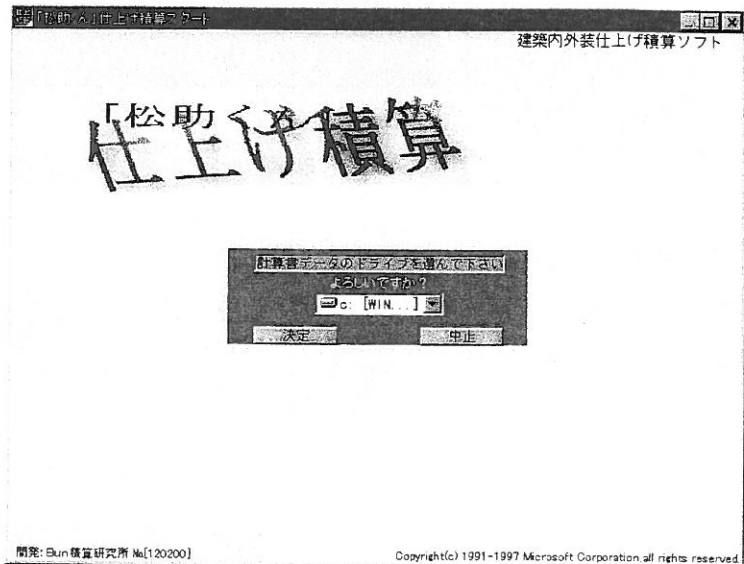 「松助くん」仕上げ積算スタート
建築内外装仕上げ積算ソフト
「松助くん」
仕上げ積算
計算書データのドライブを選んで下さい
よろしいですか?
c: [WIN...]
決定
中止
開発: Bun積算研究所 No.[120200]
Copyright(c) 1991-1997 Microsoft Corporation,all rights reserved